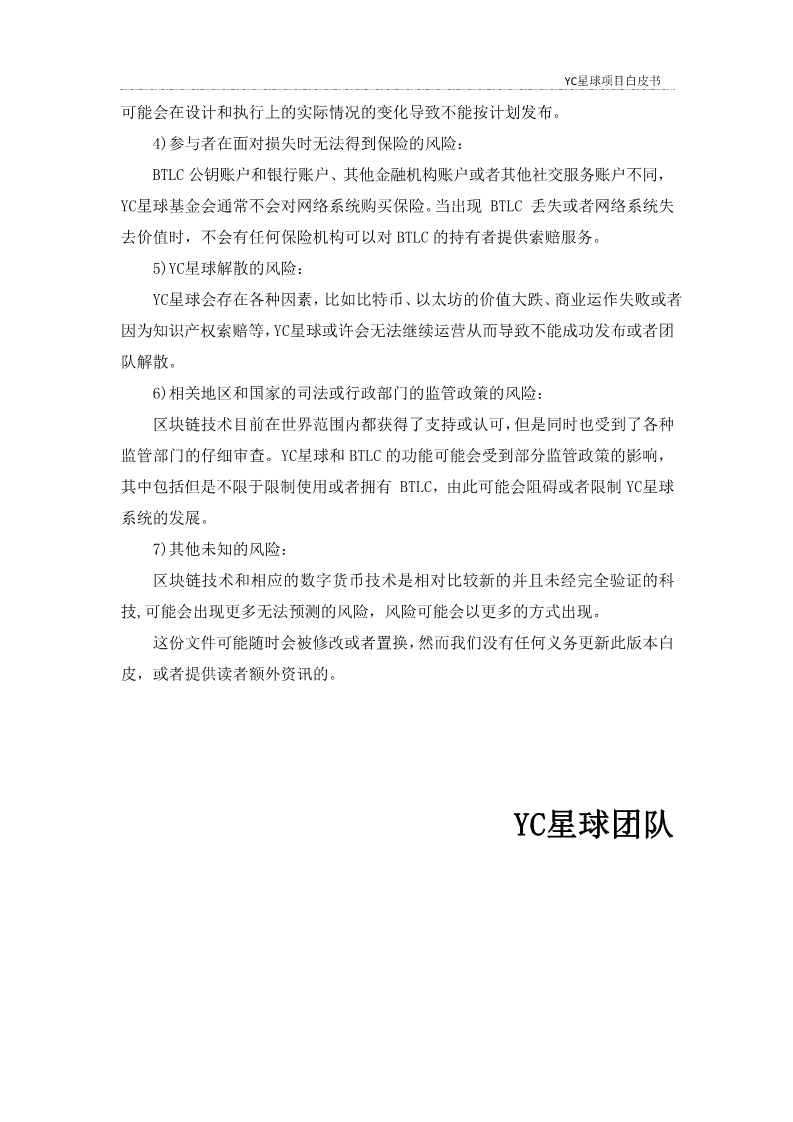 YC星球项目白皮书
可能会在设计和执行上的实际情况的变化导致不能按计划发布。
4)参与者在面对损失时无法得到保险的风险：
BTLC 公钥账户和银行账户、其他金融机构账户或者其他社交服务账户不同，
YC星球基金会通常不会对网络系统购买保险。当出现 BTLC 丢失或者网络系统失
去价值时，不会有任何保险机构可以对 BTLC 的持有者提供索赔服务。
5)YC星球解散的风险：
YC星球会存在各种因素，比如比特币、以太坊的价值大跌、商业运作失败或者
因为知识产权索赔等，YC星球或许会无法继续运营从而导致不能成功发布或者团
队解散。
6)相关地区和国家的司法或行政部门的监管政策的风险：
区块链技术目前在世界范围内都获得了支持或认可，但是同时也受到了各种
监管部门的仔细审查。YC星球和 BTLC 的功能可能会受到部分监管政策的影响，
其中包括但是不限于限制使用或者拥有 BTLC，由此可能会阻碍或者限制 YC星球
系统的发展。
7)其他未知的风险：
区块链技术和相应的数字货币技术是相对比较新的并且未经完全验证的科
技,可能会出现更多无法预测的风险，风险可能会以更多的方式出现。
这份文件可能随时会被修改或者置换，然而我们没有任何义务更新此版本白
皮，或者提供读者额外资讯的。
YC星球团队